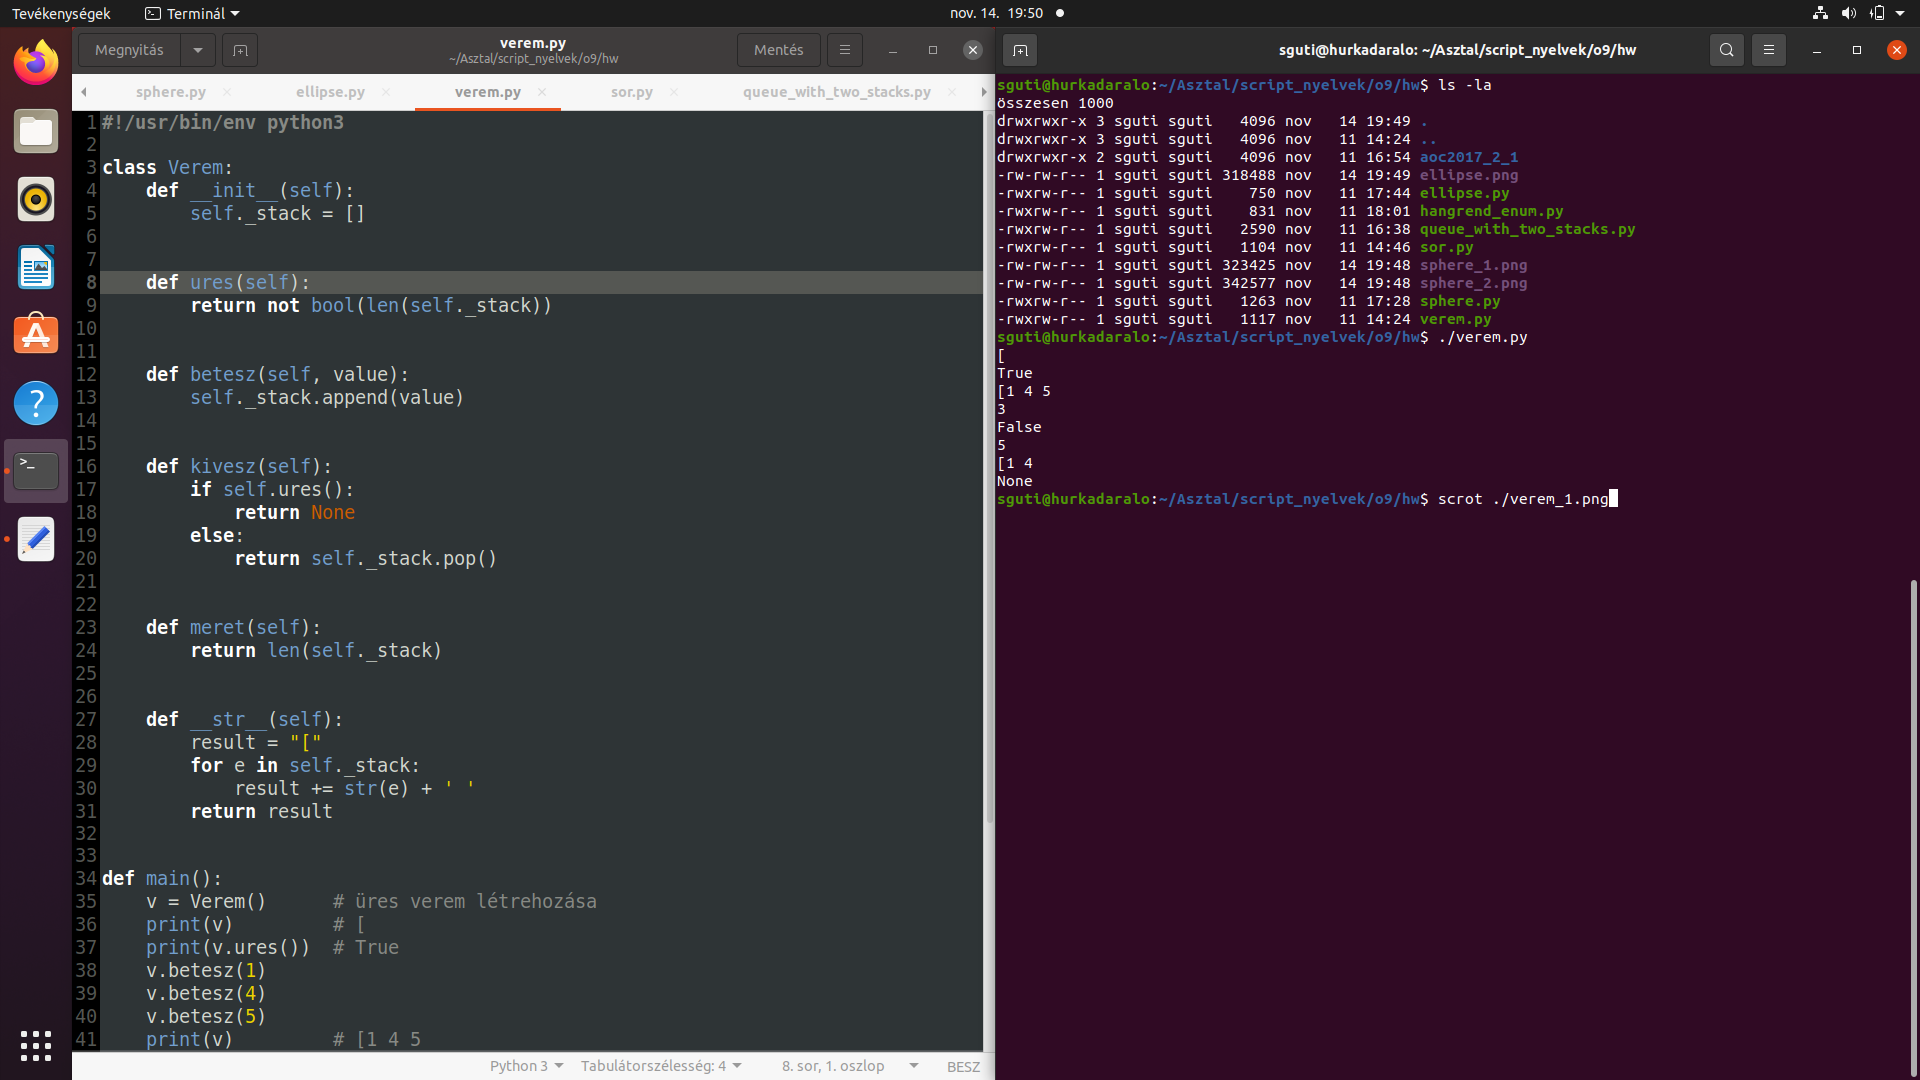 Tevékenységek
Terminál
nov. 14. 19:50
Megnyitás
verem.py
~/Asztal/script_nyelvek/o9/hw
Mentés
sphere.py
ellipse.py
verem.py
sor.py
queue_with_two_stacks.py
1 #!/usr/bin/env python3
2
3 class Verem:
4     def __init__(self):
5         self._stack = []
6
7
8     def ures(self):
9         return not bool(len(self._stack))
10
11
12     def betesz(self, value):
13         self._stack.append(value)
14
15
16     def kivesz(self):
17         if self.ures():
18             return None
19         else:
20             return self._stack.pop()
21
22
23     def meret(self):
24         return len(self._stack)
25
26
27     def __str__(self):
28         result = "["
29         for e in self._stack:
30             result += str(e) + ' '
31         return result
32
33
34 def main():
35     v = Verem()      # üres verem létrehozása
36     print(v)         # [
37     print(v.ures())  # True
38     v.betesz(1)
39     v.betesz(4)
40     v.betesz(5)
41     print(v)         # [1 4 5
Python 3
Tabulátorszélesség: 4
8. sor, 1. oszlop
BESZ
sguti@hurkadaralo: ~/Asztal/script_nyelvek/o9/hw
sguti@hurkadaralo:~/Asztal/script_nyelvek/o9/hw$ ls -la
összesen 1000
drwxrwxr-x 3 sguti sguti   4096 nov   14 19:49 .
drwxrwxr-x 3 sguti sguti   4096 nov   11 14:24 ..
drwxrwxr-x 2 sguti sguti   4096 nov   11 16:54 aoc2017_2_1
-rw-rw-r-- 1 sguti sguti 318488 nov   14 19:49 ellipse.png
-rwxrw-r-- 1 sguti sguti    750 nov   11 17:44 ellipse.py
-rwxrw-r-- 1 sguti sguti    831 nov   11 18:01 hangrend_enum.py
-rwxrw-r-- 1 sguti sguti   2590 nov   11 16:38 queue_with_two_stacks.py
-rwxrw-r-- 1 sguti sguti   1104 nov   11 14:46 sor.py
-rw-rw-r-- 1 sguti sguti 323425 nov   14 19:48 sphere_1.png
-rw-rw-r-- 1 sguti sguti 342577 nov   14 19:48 sphere_2.png
-rwxrw-r-- 1 sguti sguti   1263 nov   11 17:28 sphere.py
-rwxrw-r-- 1 sguti sguti   1117 nov   11 14:24 verem.py
sguti@hurkadaralo:~/Asztal/script_nyelvek/o9/hw$ ./verem.py
[
True
[1 4 5
3
False
5
[1 4
None
sguti@hurkadaralo:~/Asztal/script_nyelvek/o9/hw$ scrot ./verem_1.png